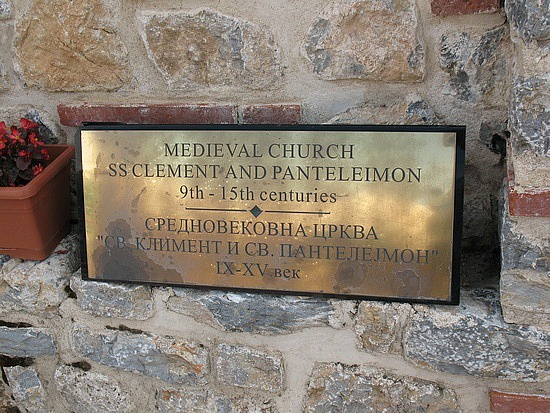 MEDIEVAL CHURCH
SS CLEMENT AND PANTELEIMON
9th - 15th centuries
СРЕДНОВЕКОВНА ЦРКВА
"СВ. КЛИМЕНТ И СВ. ПАНТЕЛЕЈМОН"
IX-XV век